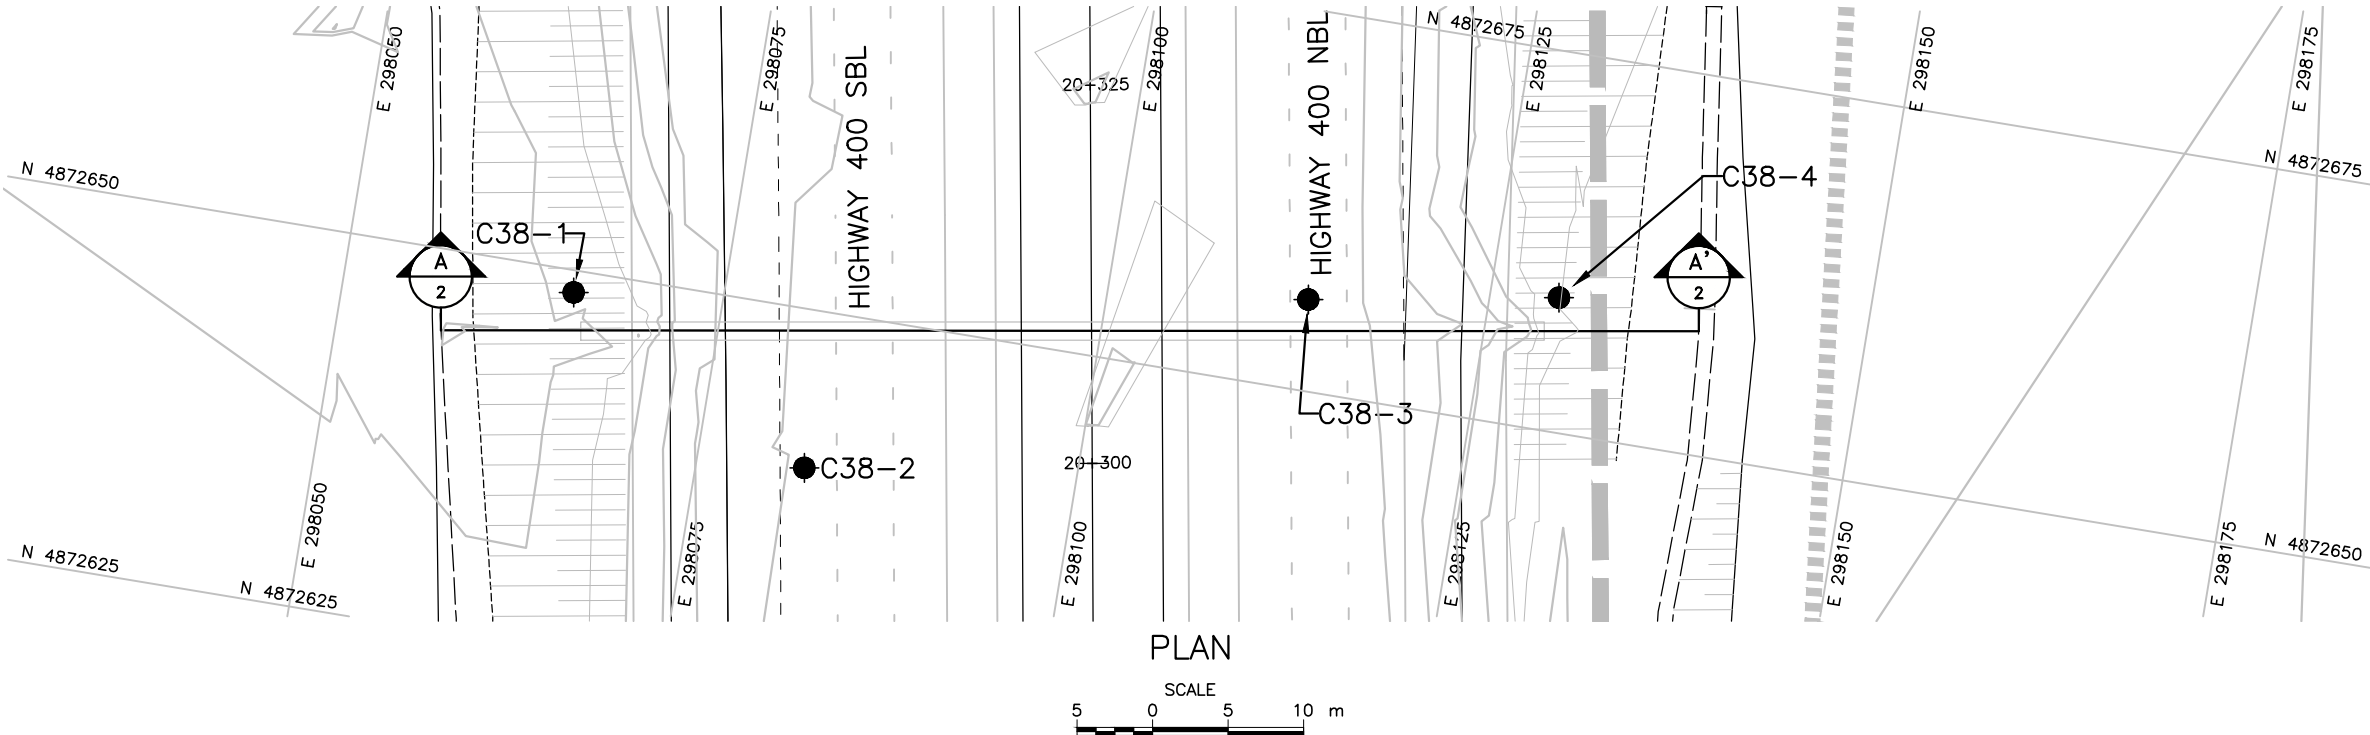 E 298050
E 298075
HIGHWAY 400 SBL
20+325
E 298100
HIGHWAY 400 NBL
N 4872675
E 298125
E 298150
E 298175
N 4872650
N 4872675
C38-1
C38-4
A
2
A'
2
C38-3
C38-2
20+300
N 4872625
N 4872625
E 298050
E 298075
E 298100
E 298125
E 298150
E 298175
N 4872650
PLAN
SCALE
5 0 5 10 m